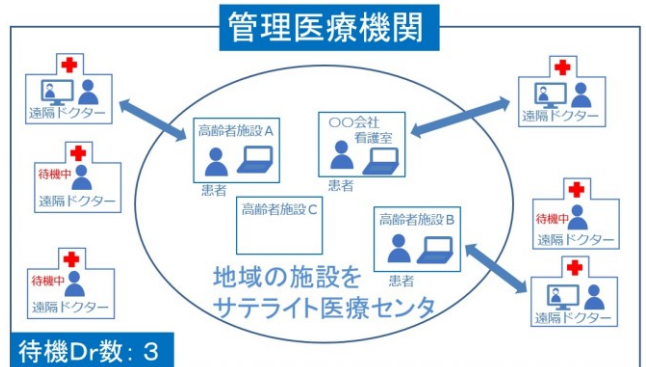 管理医療機関
遠隔ドクター
遠隔ドクター
高齢者施設A
患者
〇〇会社
看護室
患者
待機中
遠隔ドクター
高齢者施設C
高齢者施設B
患者
待機中
遠隔ドクター
待機中
遠隔ドクター
遠隔ドクター
地域の施設を
サテライト医療センタ
待機Dr数:3